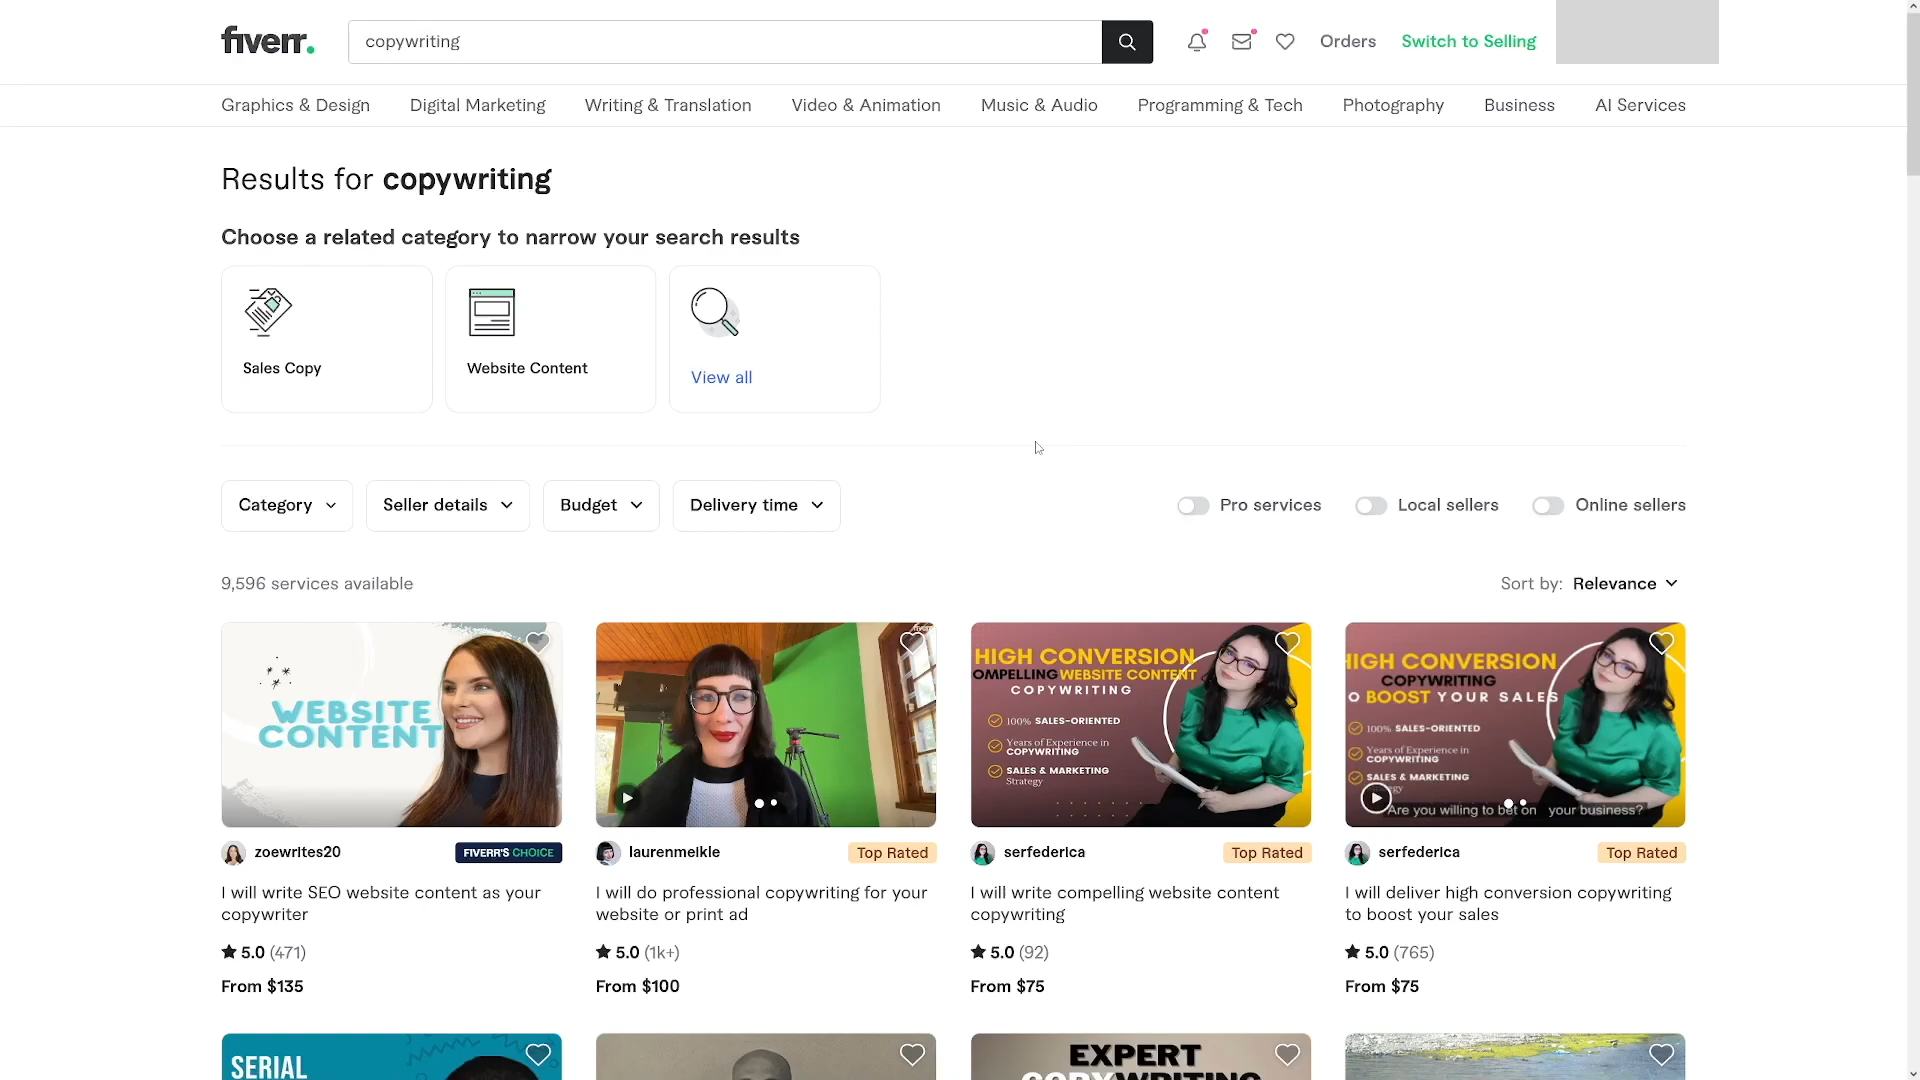 fiverr.
copywriting
Orders
Switch to Selling
Graphics & Design
Digital Marketing
Writing & Translation
Video & Animation
Music & Audio
Programming & Tech
Photography
Business
AI Services
Results for copywriting
Choose a related category to narrow your search results
Sales Copy
Website Content
View all
Category
Seller details
Budget
Delivery time
Pro services
Local sellers
Online sellers
9,596 services available
Sort by: Relevance
WEBSITE
CONTENT
zoewrites20
FIVERR'S CHOICE
I will write SEO website content as your
copywriter
5.0 (471)
From $135
fiverr
laurenmeikle
Top Rated
I will do professional copywriting for your
website or print ad
5.0 (1k+)
From $100
HIGH CONVERSION
OMPELLING WEBSITE CONTENT
COPYWRITING
100% SALES-ORIENTED
Years of Experience in
COPYWRITING
SALES & MARKETING
Strategy
serfederica
Top Rated
I will write compelling website content
copywriting
5.0 (92)
From $75
HIGH CONVERSION
COPYWRITING
O BOOST YOUR SALES
100% SALES-ORIENTED
Years of Experience in
COPYWRITING
SALES & MARKETING
Are you willing to bet on your business?
serfederica
Top Rated
I will deliver high conversion copywriting
to boost your sales
5.0 (765)
From $75
SERIAL
EXPERT
COPYWRITING